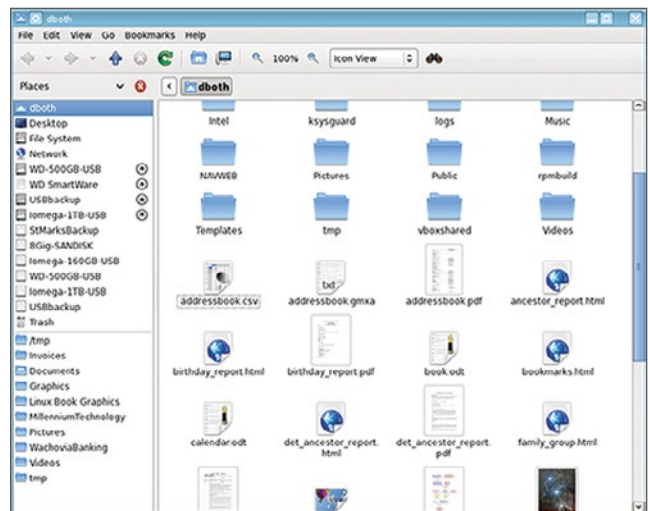 dboth
File Edit View Go Bookmarks Help
100% Icon View
Places dboth
dboth
Desktop
File System
Network
WD-500GB-USB
WD SmartWare
USBbackup
Iomega-1TB-USB
StMarksBackup
8Gig-SANDISK
Iomega-160GB-USB
WD-500GB-USB
Iomega-1TB-USB
USBbackup
Trash
/tmp
Invoices
Documents
Graphics
Linux Book Graphics
MillenniumTechnology
Pictures
WachoviaBanking
Videos
tmp
Intel ksysguard logs Music
NAVWEB Pictures Public rpmbuild
Templates tmp vboxshared Videos
txt
addressbook.csv addressbook.gmxa addressbook.pdf ancestor_report.html
birthday_report.html birthday_report.pdf book.odt bookmarks.html
calendar.odt det_ancestor_report.html det_ancestor_report.pdf family_group.html